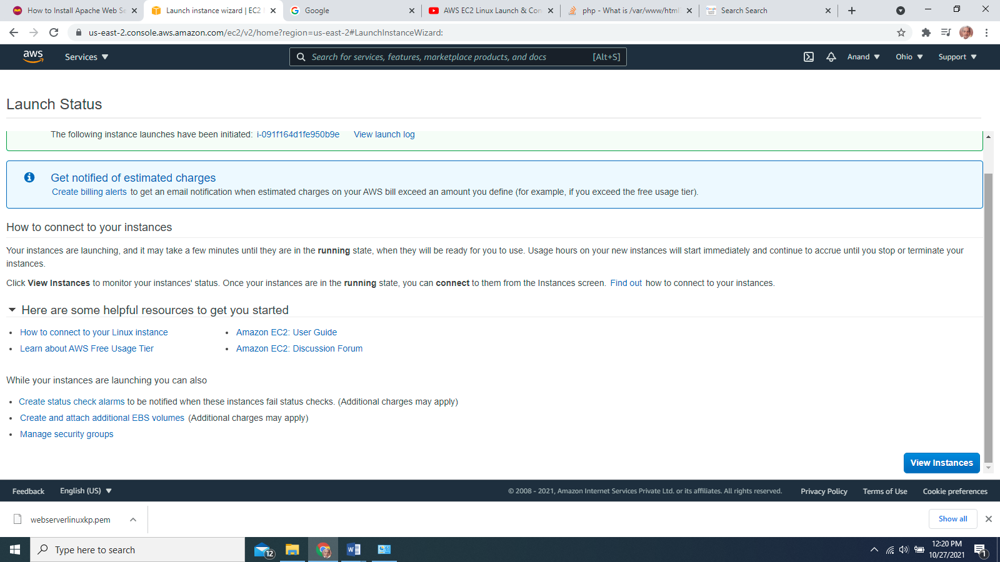 How to Install Apache Web Se
Launch instance wizard | EC2
Google
AWS EC2 Linux Launch & Con
php - What is /var/www/html
Search Search
us-east-2.console.aws.amazon.com/ec2/v2/home?region=us-east-2#LaunchInstanceWizard:
aws
Services
Search for services, features, marketplace products, and docs
[Alt+S]
Anand
Ohio
Support
Launch Status
The following instance launches have been initiated: i-091f164d1fe950b9e View launch log
Get notified of estimated charges
Create billing alerts to get an email notification when estimated charges on your AWS bill exceed an amount you define (for example, if you exceed the free usage tier).
How to connect to your instances
Your instances are launching, and it may take a few minutes until they are in the running state, when they will be ready for you to use. Usage hours on your new instances will start immediately and continue to accrue until you stop or terminate your
instances.
Click View Instances to monitor your instances' status. Once your instances are in the running state, you can connect to them from the Instances screen. Find out how to connect to your instances.
Here are some helpful resources to get you started
• How to connect to your Linux instance
• Amazon EC2: User Guide
• Learn about AWS Free Usage Tier
• Amazon EC2: Discussion Forum
While your instances are launching you can also
• Create status check alarms to be notified when these instances fail status checks. (Additional charges may apply)
• Create and attach additional EBS volumes (Additional charges may apply)
• Manage security groups
View Instances
Feedback
English (US)
© 2008 - 2021, Amazon Internet Services Private Ltd. or its affiliates. All rights reserved.
Privacy Policy
Terms of Use
Cookie preferences
webserverlinuxkp.pem
Show all
Type here to search
12
12:20 PM
10/27/2021
1